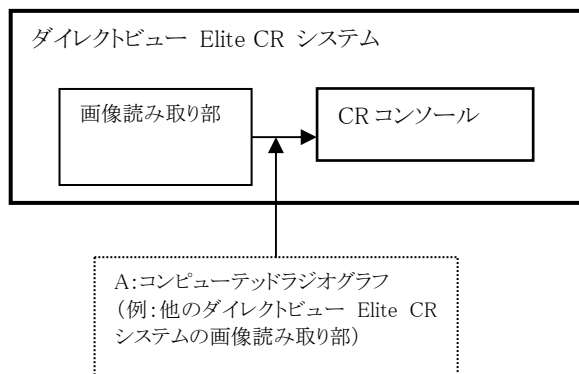 ダイレクトビュー Elite CR システム
画像読み取り部
CRコンソール
A:コンピューテッドラジオグラフ
(例:他のダイレクトビュー Elite CR
システムの画像読み取り部)